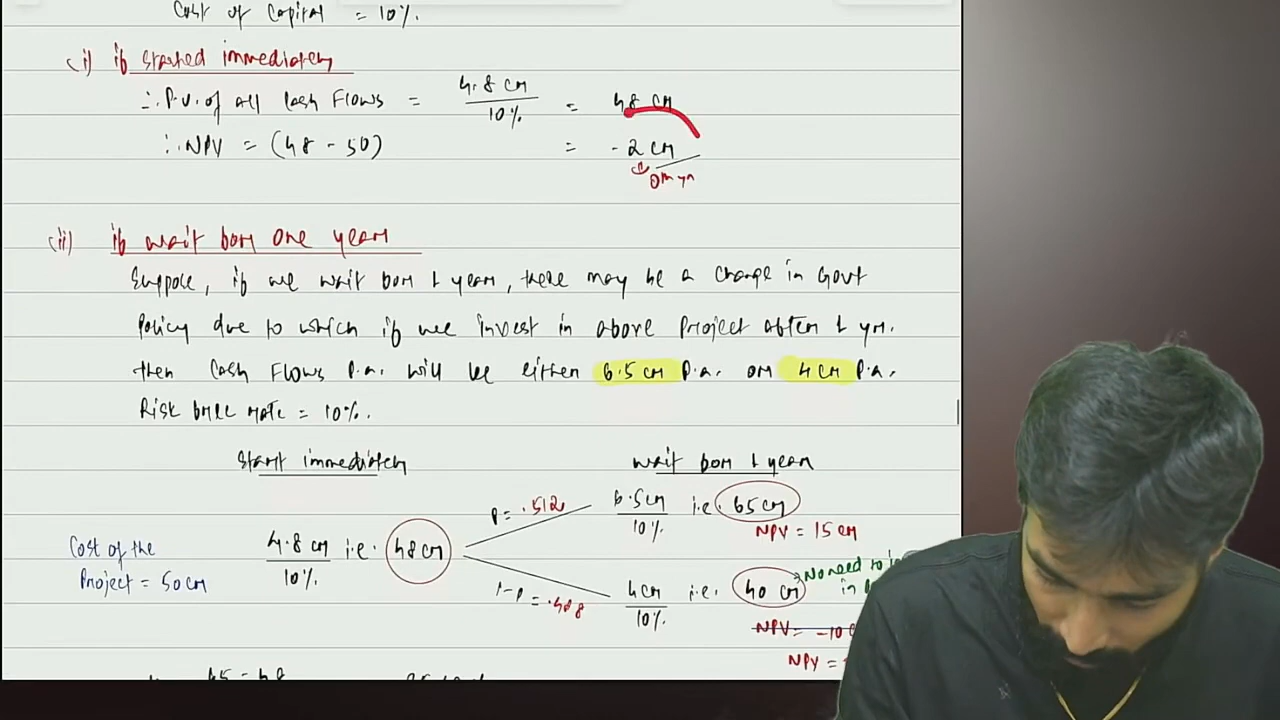 Cost of Capital = 10%.
(i) if started immediately
∴ P.V. of all Cash Flows = 4.8 cr / 10% = 48 cr
∴ NPV = (48 - 50) = -2 cr
(ii) if wait for one year
Suppose, if we wait for 1 year, there may be a change in Govt
Policy due to which if we invest in above Project after 1 yr.
then Cash Flows P.a. will be either 6.5 cr P.a. or 4 cr P.a.
Risk free rate = 10%.
Start immediately
wait for 1 year
P = .512
6.5 cr / 10% i.e. 65 cr
NPV = 15 cr
Cost of the
Project = 50 cr
4.8 cr / 10% i.e. 48 cr
1-P = .488
4 cr / 10% i.e. 40 cr
No need to
in
NPV = -10
NPV =